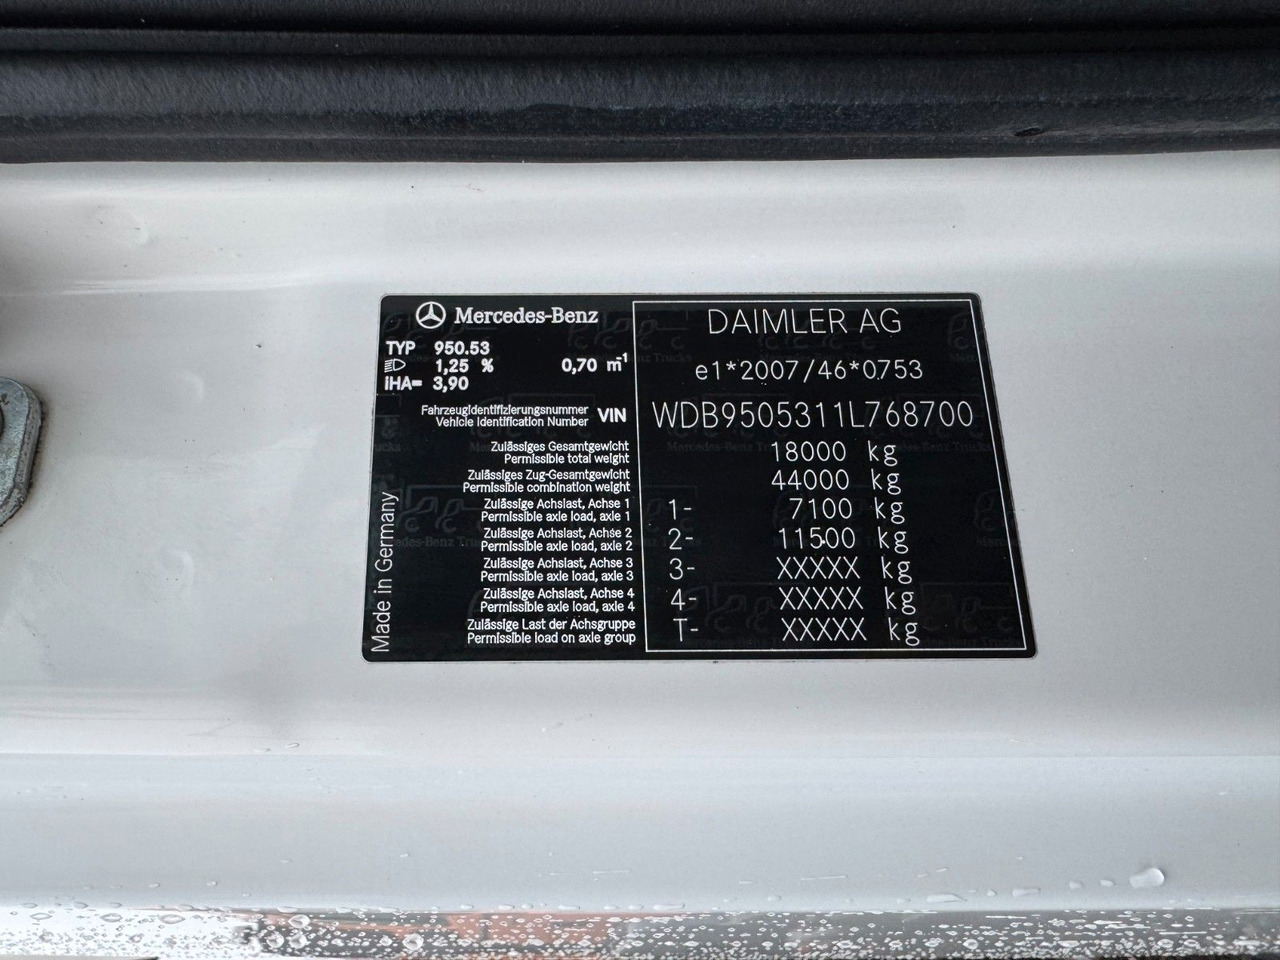 Mercedes-Benz
TYP 950.53
1,25 % 0,70 m⁻¹
iHA= 3,90
Fahrzeugidentifizierungsnummer
Vehicle Identification Number VIN
Zulässiges Gesamtgewicht
Permissible total weight
Zulässiges Zug-Gesamtgewicht
Permissible combination weight
Zulässige Achslast, Achse 1
Permissible axle load, axle 1
Zulässige Achslast, Achse 2
Permissible axle load, axle 2
Zulässige Achslast, Achse 3
Permissible axle load, axle 3
Zulässige Achslast, Achse 4
Permissible axle load, axle 4
Zulässige Last der Achsgruppe
Permissible load on axle group
Made in Germany
DAIMLER AG
e1*2007/46*0753
WDB9505311L768700
18000 kg
44000 kg
1- 7100 kg
2- 11500 kg
3- XXXXX kg
4- XXXXX kg
T- XXXXX kg